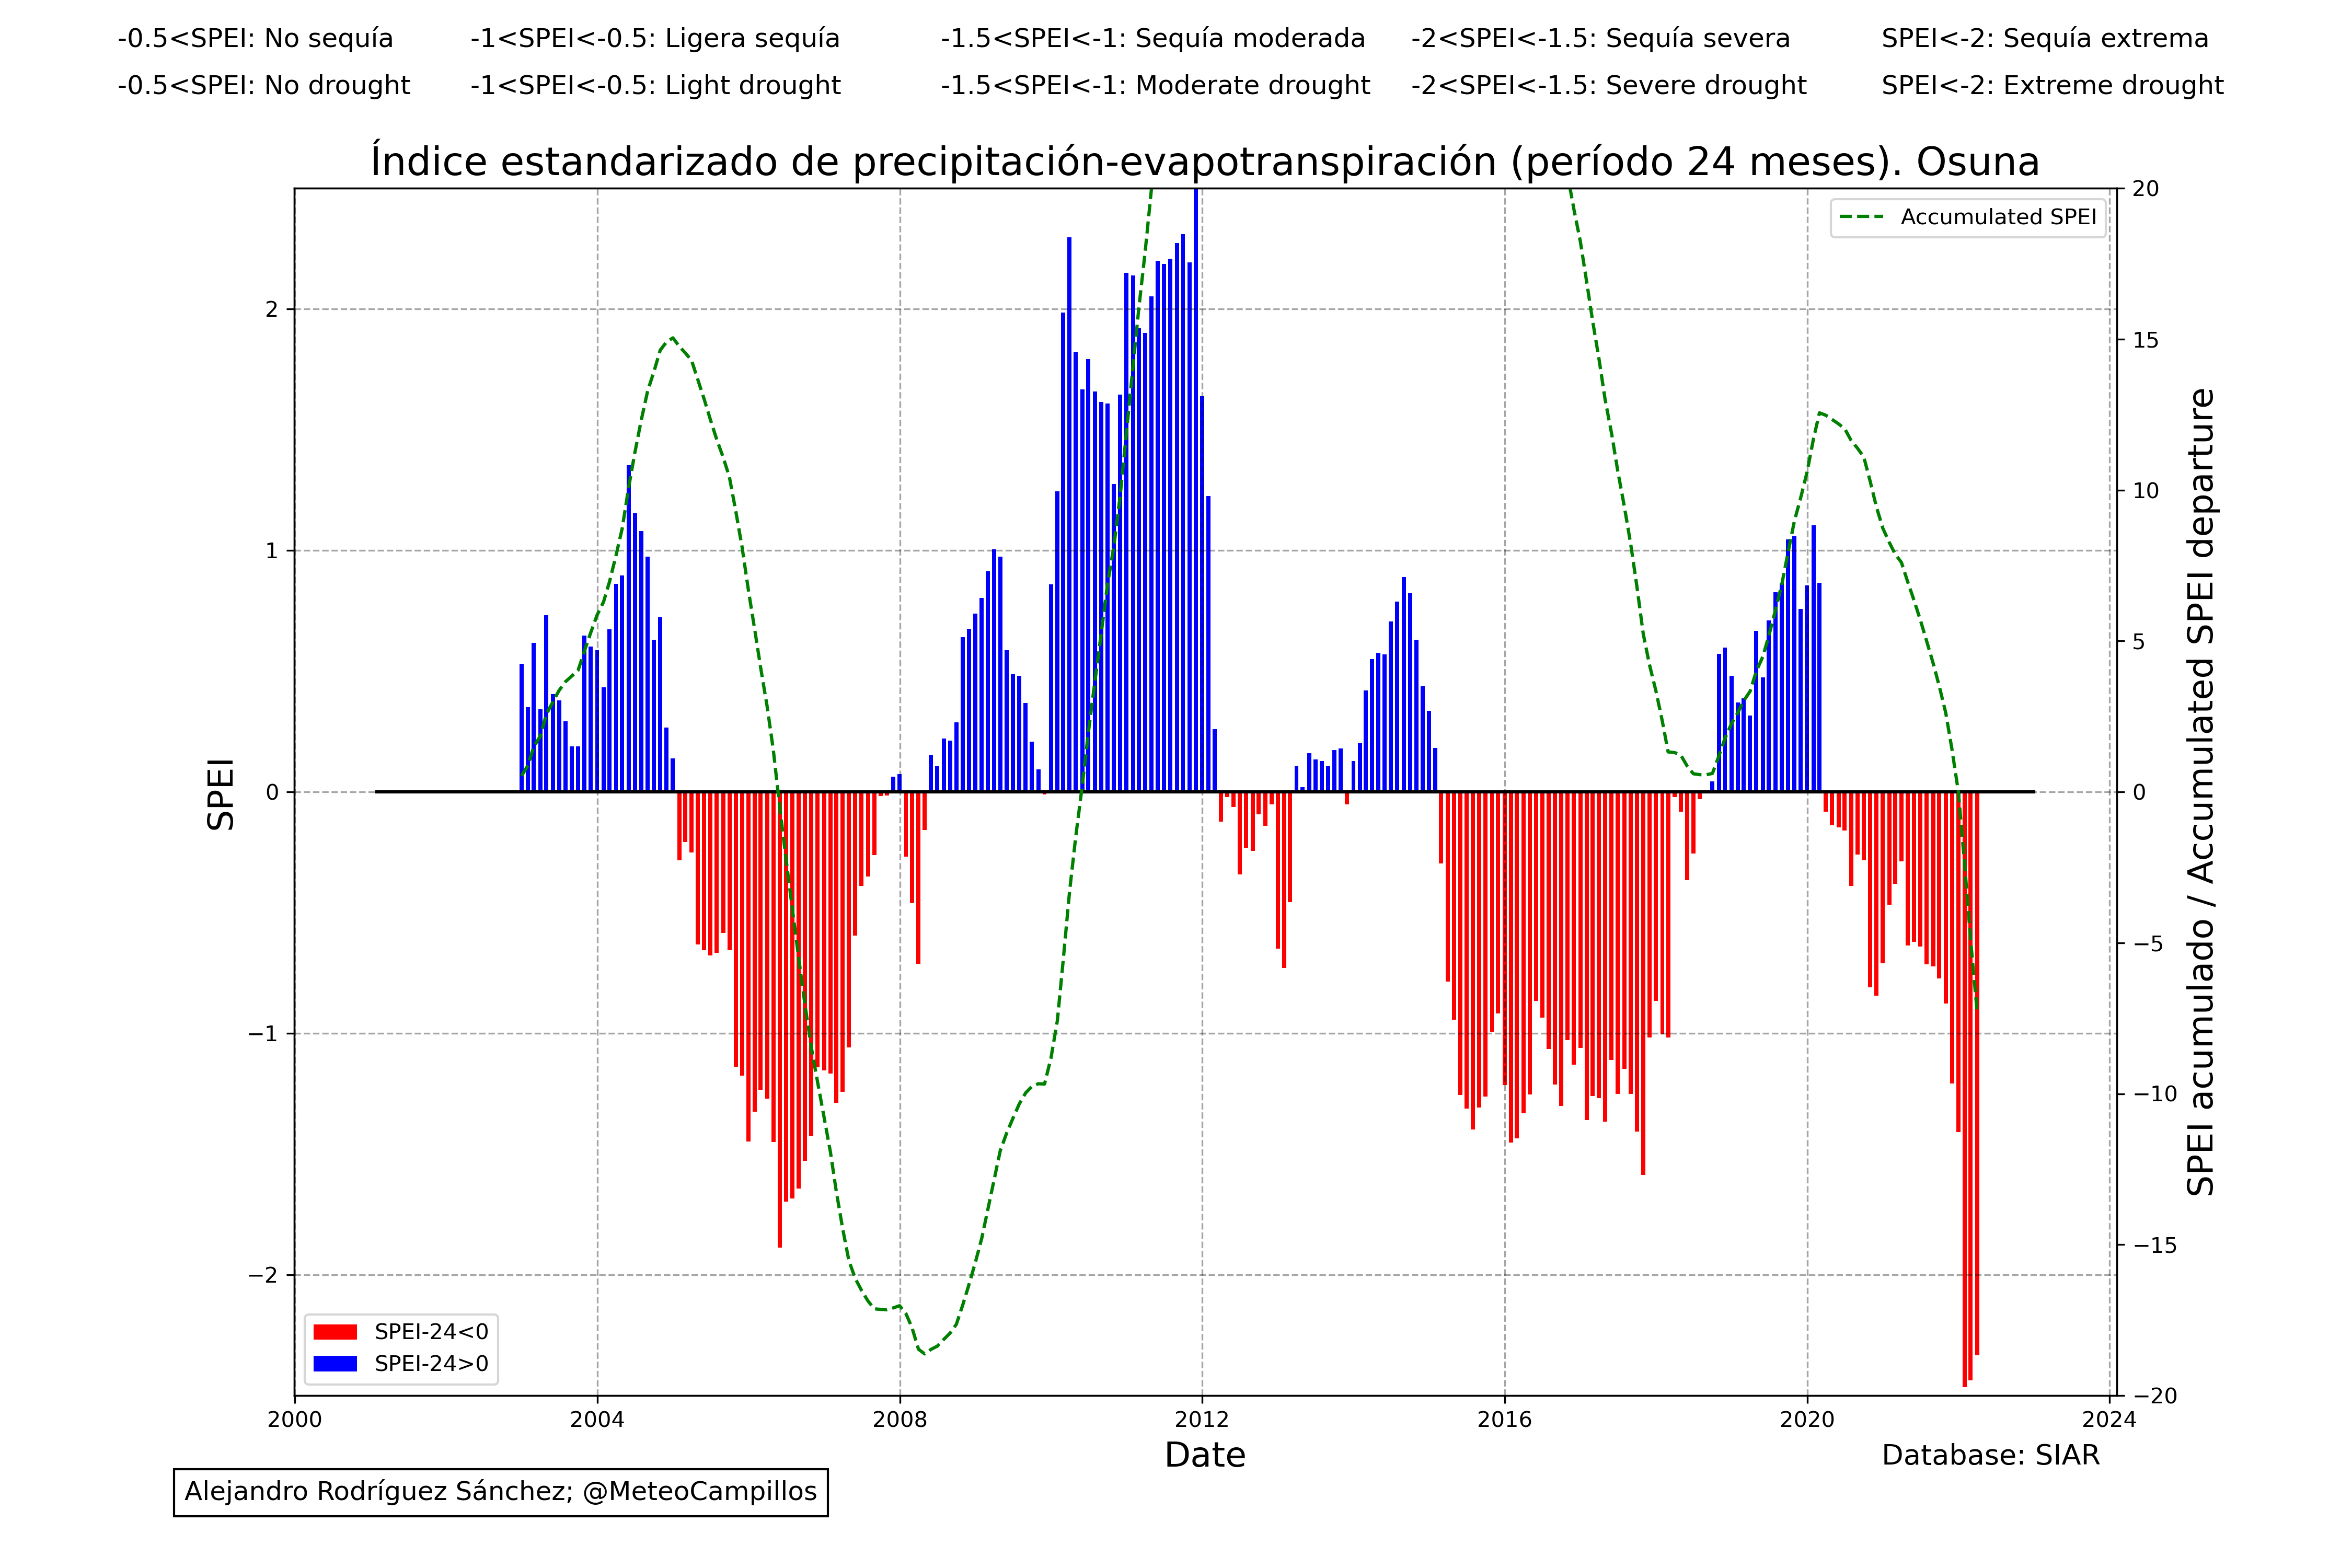 -0.5<SPEI: No sequía -1<SPEI<-0.5: Ligera sequía -1.5<SPEI<-1: Sequía moderada -2<SPEI<-1.5: Sequía severa SPEI<-2: Sequía extrema
-0.5<SPEI: No drought -1<SPEI<-0.5: Light drought -1.5<SPEI<-1: Moderate drought -2<SPEI<-1.5: Severe drought SPEI<-2: Extreme drought
Índice estandarizado de precipitación-evapotranspiración (período 24 meses). Osuna
SPEI
2
1
0
−1
−2
Accumulated SPEI
20
15
10
5
0
−5
−10
−15
−20
SPEI acumulado / Accumulated SPEI departure
SPEI-24<0
SPEI-24>0
2000 2004 2008 2012 2016 2020 2024
Date
Database: SIAR
Alejandro Rodríguez Sánchez; @MeteoCampillos